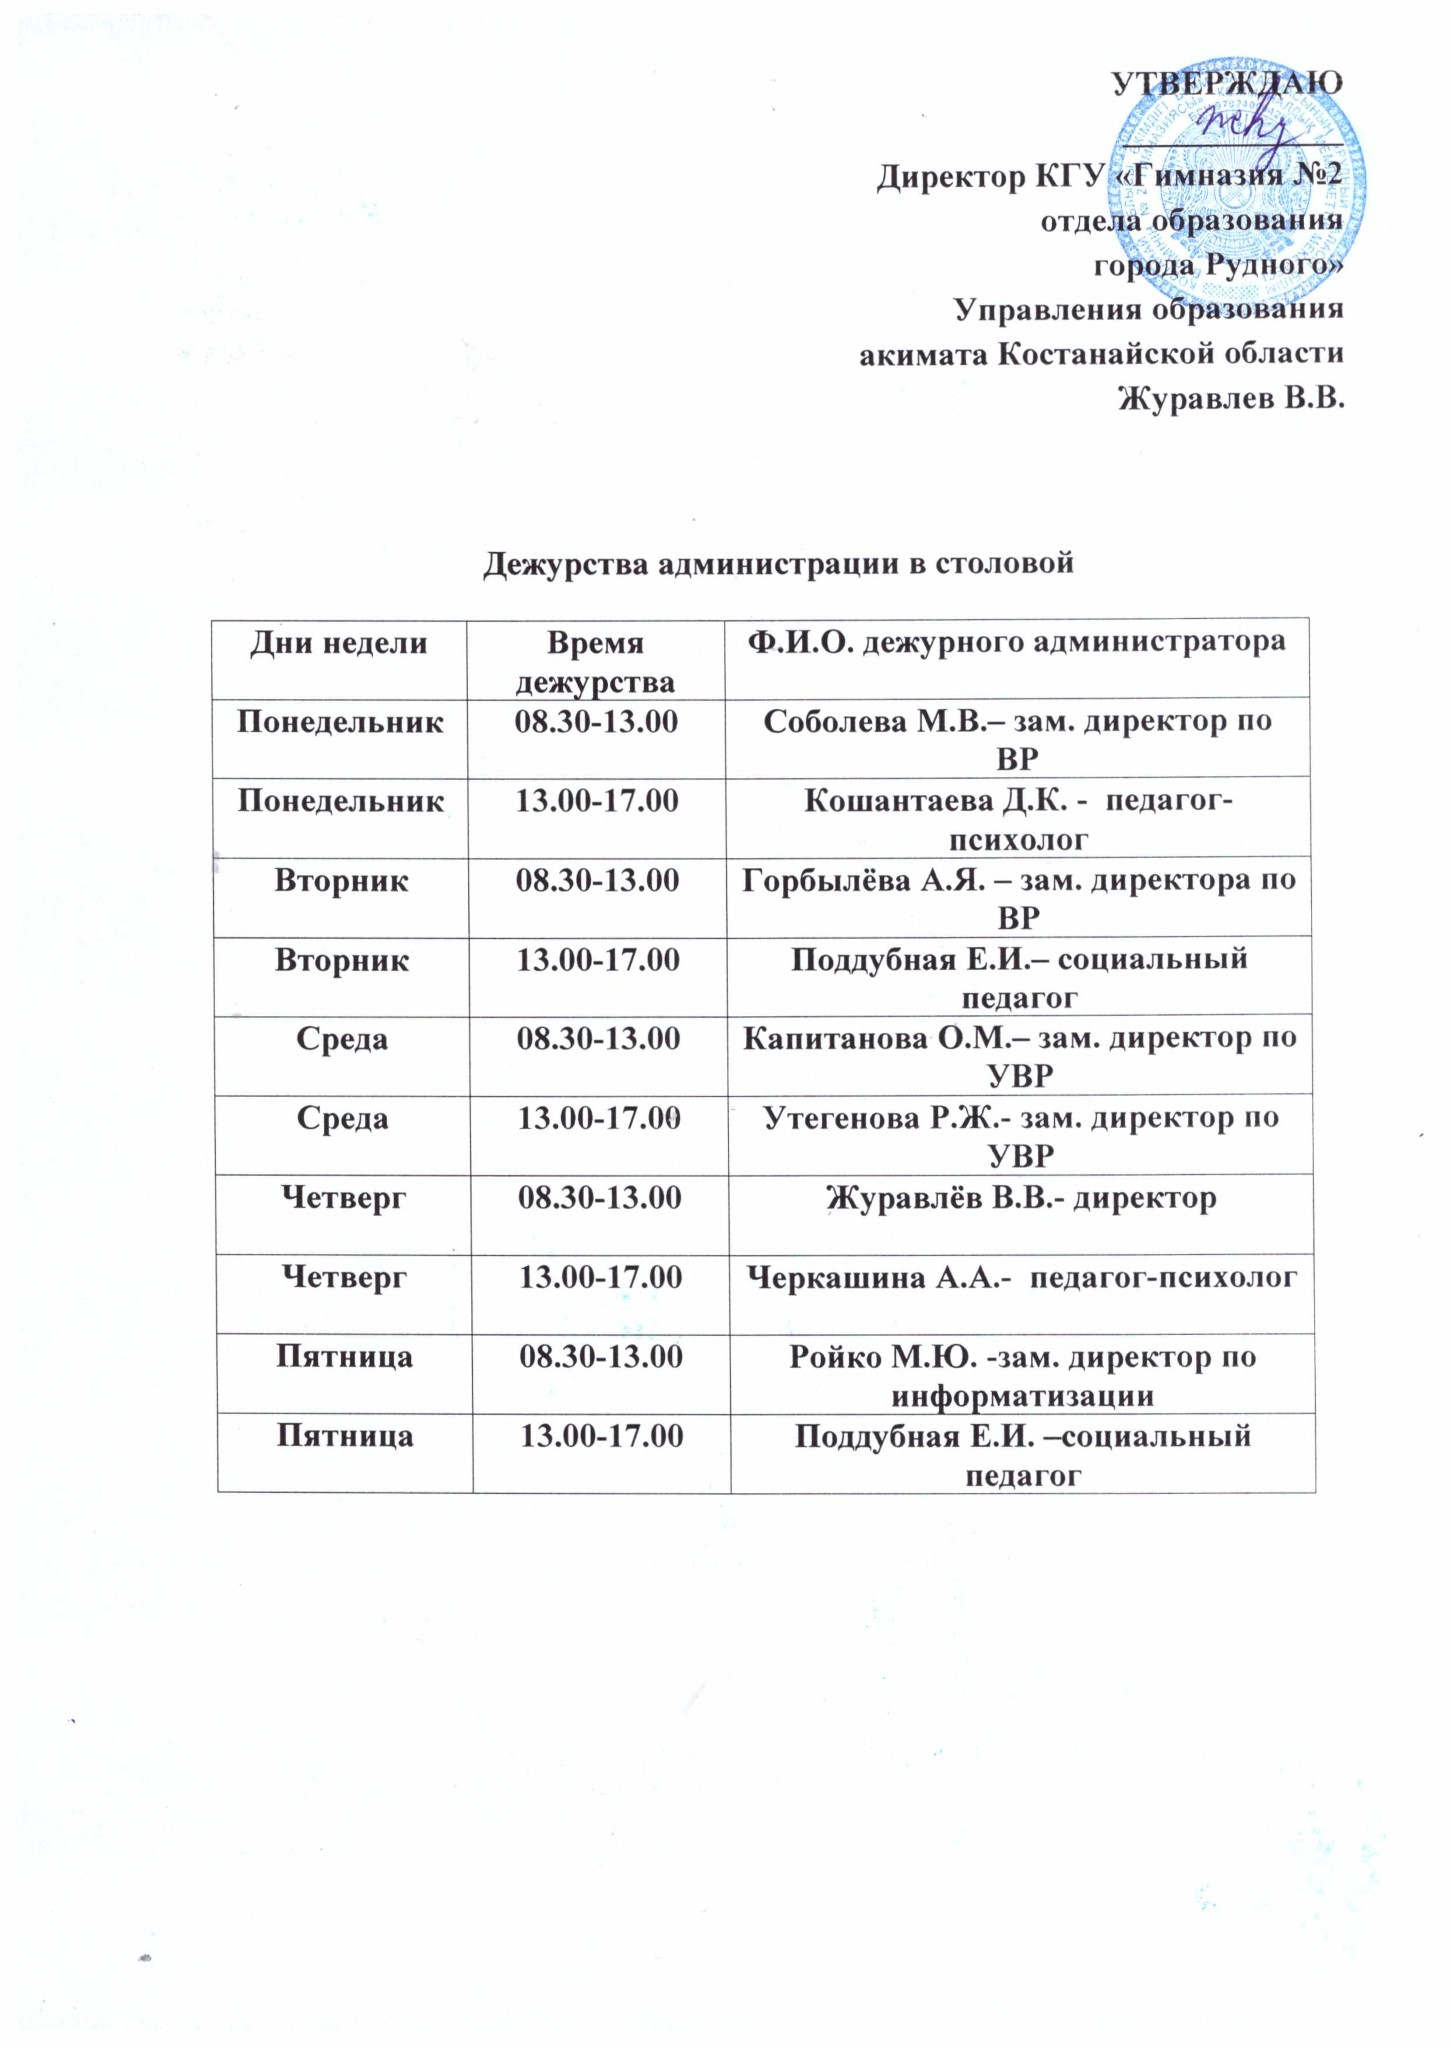 УТВЕРЖДАЮ
Директор КГУ «Гимназия №2
отдела образования
города Рудного»
Управления образования
акимата Костанайской области
Журавлев В.В.
Дежурства администрации в столовой
Дни недели
Время
дежурства
Ф.И.О. дежурного администратора
Понедельник
08.30-13.00
Соболева М.В.– зам. директор по
ВР
Понедельник
13.00-17.00
Кошантаева Д.К. - педагог-
психолог
Вторник
08.30-13.00
Горбылёва А.Я. – зам. директора по
ВР
Вторник
13.00-17.00
Поддубная Е.И.– социальный
педагог
Среда
08.30-13.00
Капитанова О.М.– зам. директор по
УВР
Среда
13.00-17.00
Утегенова Р.Ж.- зам. директор по
УВР
Четверг
08.30-13.00
Журавлёв В.В.- директор
Четверг
13.00-17.00
Черкашина А.А.- педагог-психолог
Пятница
08.30-13.00
Ройко М.Ю. -зам. директор по
информатизации
Пятница
13.00-17.00
Поддубная Е.И. –социальный
педагог